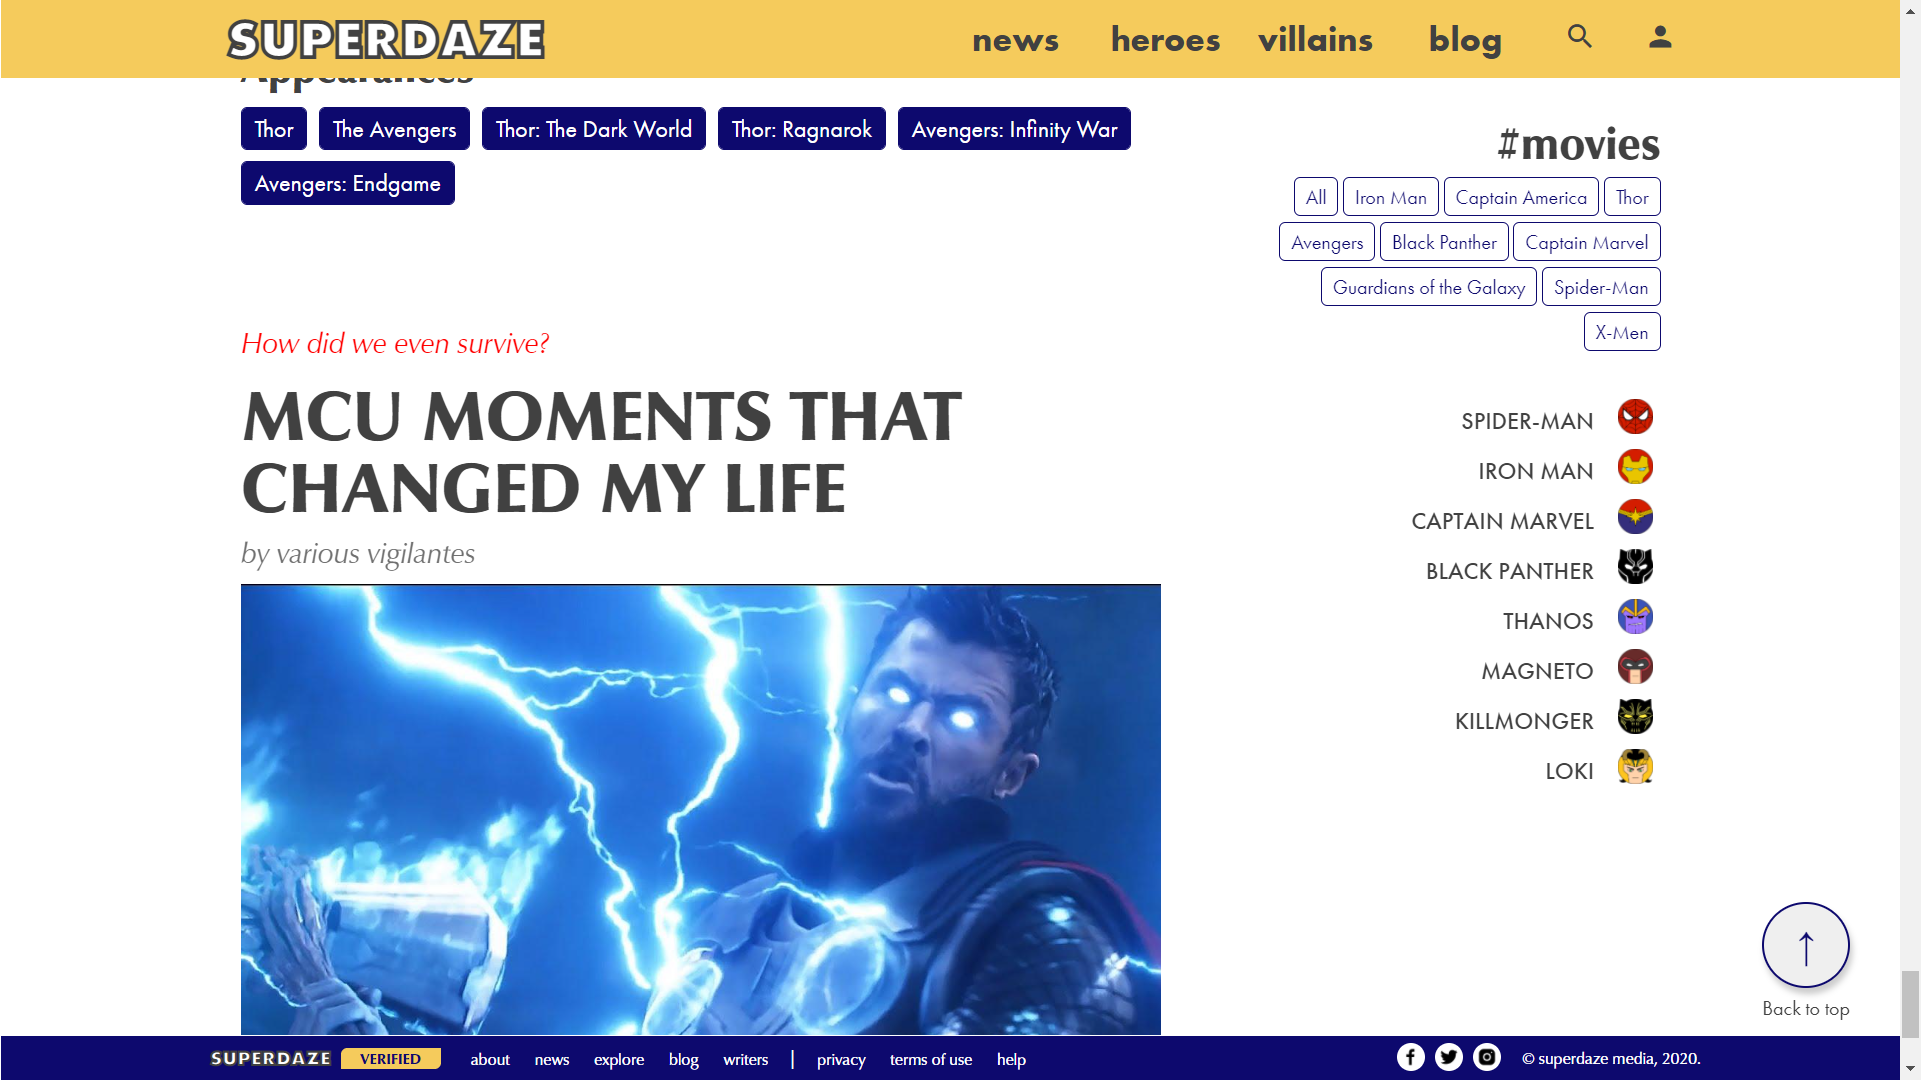 SUPERDAZE
news heroes villains blog
Appearances
Thor The Avengers Thor: The Dark World Thor: Ragnarok Avengers: Infinity War
Avengers: Endgame
How did we even survive?
MCU MOMENTS THAT
CHANGED MY LIFE
by various vigilantes
#movies
All Iron Man Captain America Thor
Avengers Black Panther Captain Marvel
Guardians of the Galaxy Spider-Man
X-Men
SPIDER-MAN
IRON MAN
CAPTAIN MARVEL
BLACK PANTHER
THANOS
MAGNETO
KILLMONGER
LOKI
↑
Back to top
SUPERDAZE VERIFIED about news explore blog writers | privacy terms of use help © superdaze media, 2020.